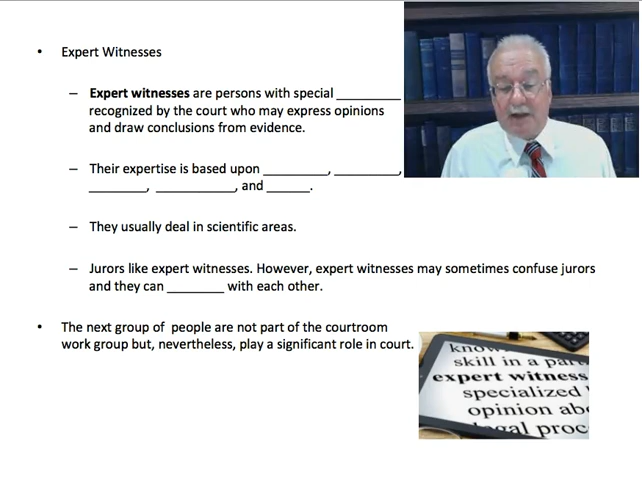 • Expert Witnesses
– Expert witnesses are persons with special _________
recognized by the court who may express opinions
and draw conclusions from evidence.
– Their expertise is based upon _________, _________,
________, ___________, and ______.
– They usually deal in scientific areas.
– Jurors like expert witnesses. However, expert witnesses may sometimes confuse jurors
and they can ________ with each other.
• The next group of  people are not part of the courtroom
work group but, nevertheless, play a significant role in court.
skill in a
expert witness
specialized
opinion